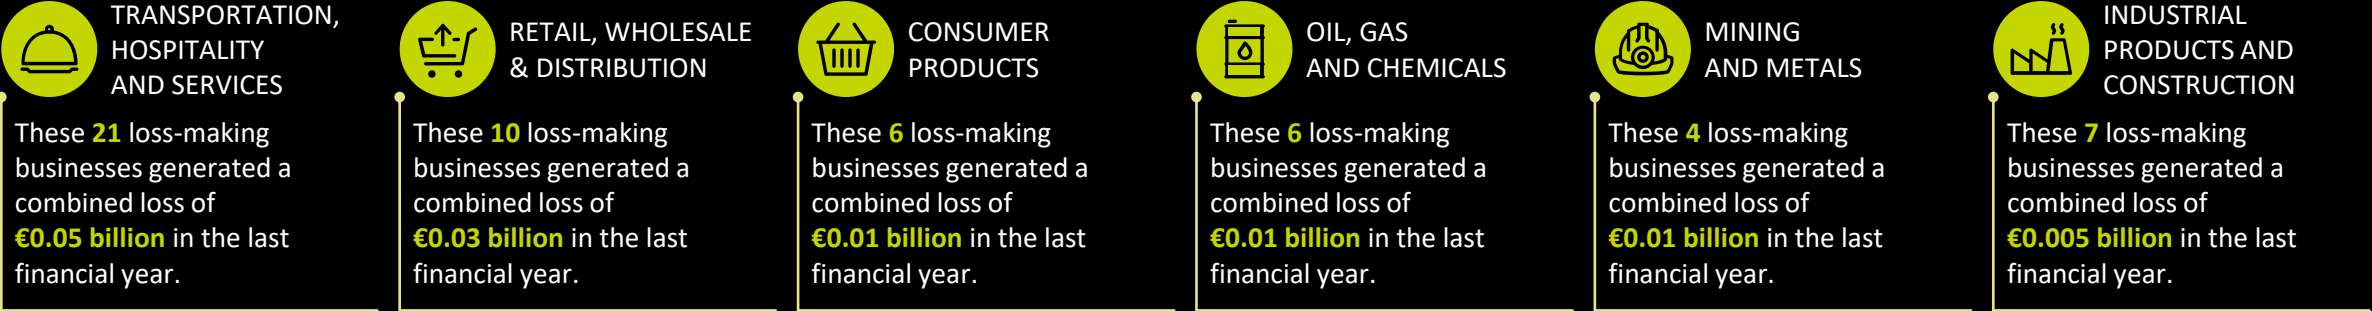 TRANSPORTATION,
HOSPITALITY
AND SERVICES
These 21 loss-making
businesses generated a
combined loss of
€0.05 billion in the last
financial year.
RETAIL, WHOLESALE
& DISTRIBUTION
These 10 loss-making
businesses generated a
combined loss of
€0.03 billion in the last
financial year.
CONSUMER
PRODUCTS
These 6 loss-making
businesses generated a
combined loss of
€0.01 billion in the last
financial year.
OIL, GAS
AND CHEMICALS
These 6 loss-making
businesses generated a
combined loss of
€0.01 billion in the last
financial year.
MINING
AND METALS
These 4 loss-making
businesses generated a
combined loss of
€0.01 billion in the last
financial year.
INDUSTRIAL
PRODUCTS AND
CONSTRUCTION
These 7 loss-making
businesses generated a
combined loss of
€0.005 billion in the last
financial year.